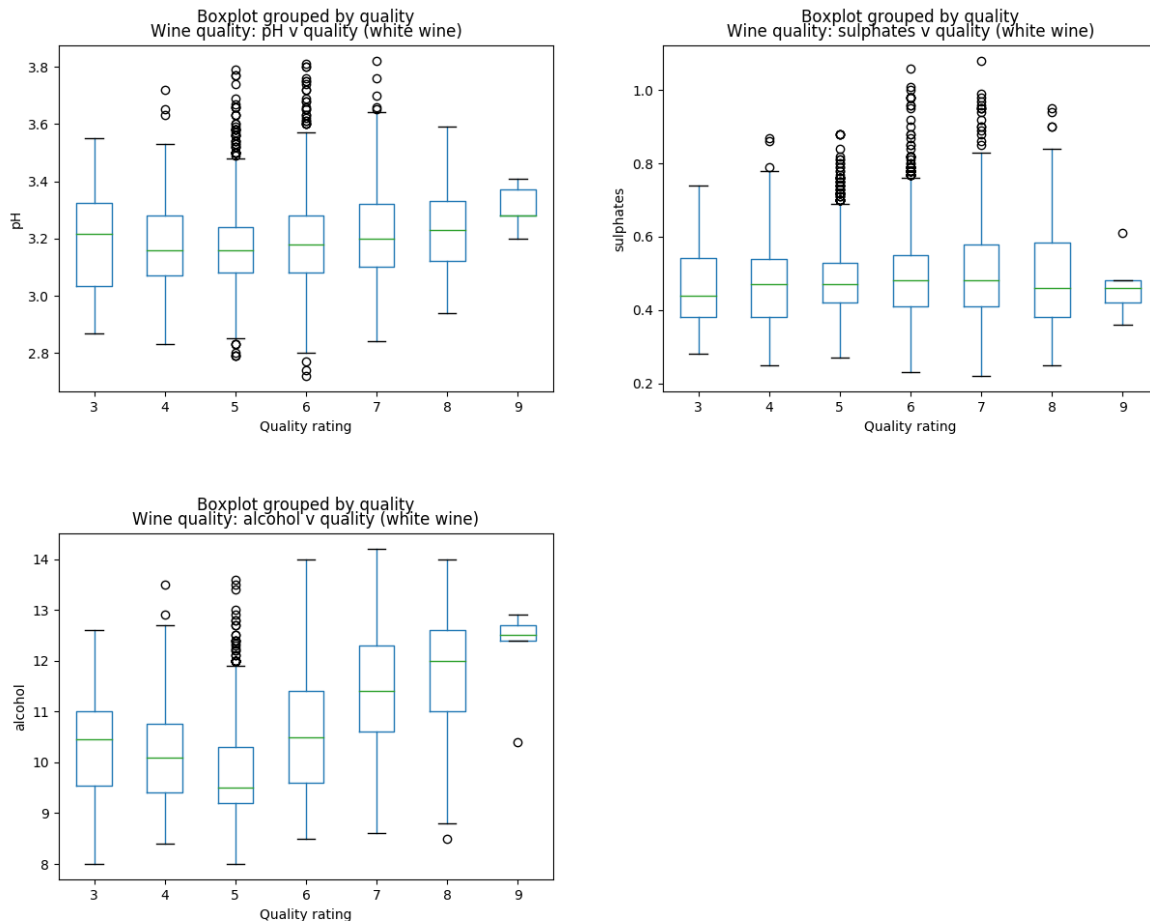 Boxplot grouped by quality
Wine quality: pH v quality (white wine)
3.8
3.6
3.4
3.2
3.0
2.8
pH
3 4 5 6 7 8 9
Quality rating
Boxplot grouped by quality
Wine quality: sulphates v quality (white wine)
1.0
0.8
0.6
0.4
0.2
sulphates
3 4 5 6 7 8 9
Quality rating
Boxplot grouped by quality
Wine quality: alcohol v quality (white wine)
14
13
12
11
10
9
8
alcohol
3 4 5 6 7 8 9
Quality rating